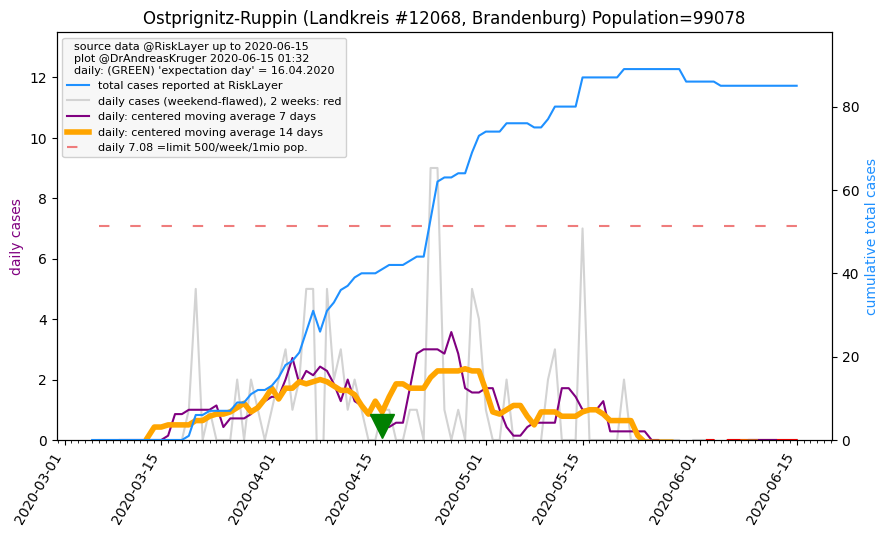 Ostprignitz-Ruppin (Landkreis #12068, Brandenburg) Population=99078
source data @RiskLayer up to 2020-06-15
plot @DrAndreasKruger 2020-06-15 01:32
daily: (GREEN) 'expectation day' = 16.04.2020
total cases reported at RiskLayer
daily cases (weekend-flawed), 2 weeks: red
daily: centered moving average 7 days
daily: centered moving average 14 days
daily 7.08 =limit 500/week/1mio pop.
daily cases
12
10
8
6
4
2
0
cumulative total cases
80
60
40
20
0
2020-03-01
2020-03-15
2020-04-01
2020-04-15
2020-05-01
2020-05-15
2020-06-01
2020-06-15